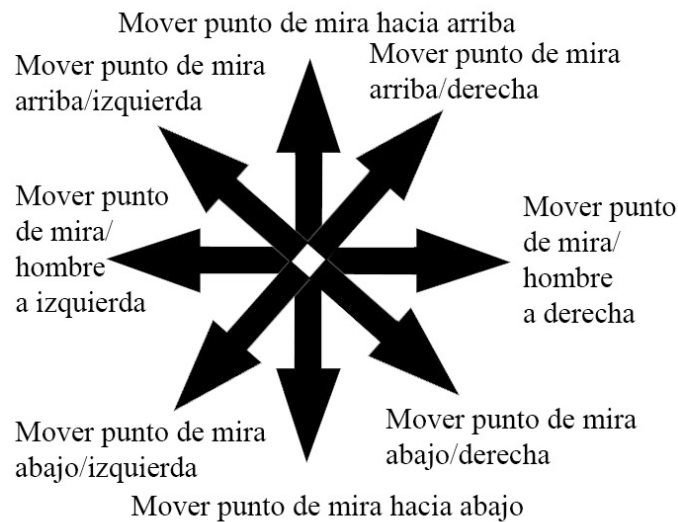 Mover punto de mira hacia arriba
Mover punto de mira
arriba/izquierda
Mover punto de mira
arriba/derecha
Mover punto
de mira/
hombre
a izquierda
Mover punto
de mira/
hombre
a derecha
Mover punto de mira
abajo/izquierda
Mover punto de mira
abajo/derecha
Mover punto de mira hacia abajo